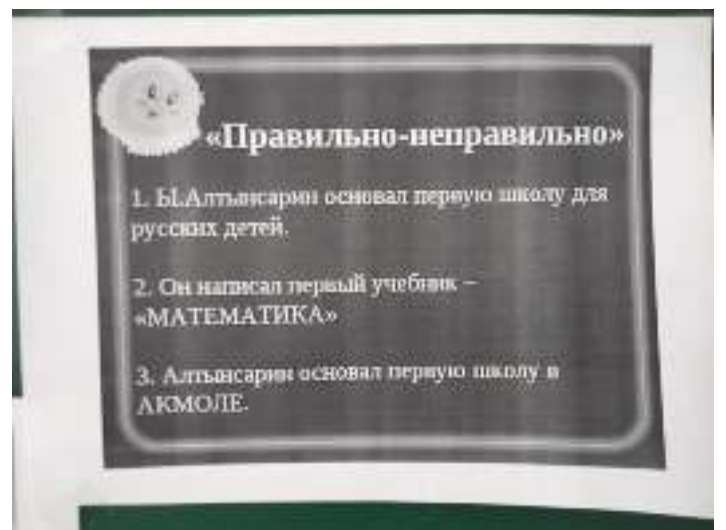 «Правильно-неправильно»
1. Ы.Алтынсарин основал первую школу для
русских детей.
2. Он написал первый учебник –
«МАТЕМАТИКА»
3. Алтынсарин основал первую школу в
АКМОЛЕ.